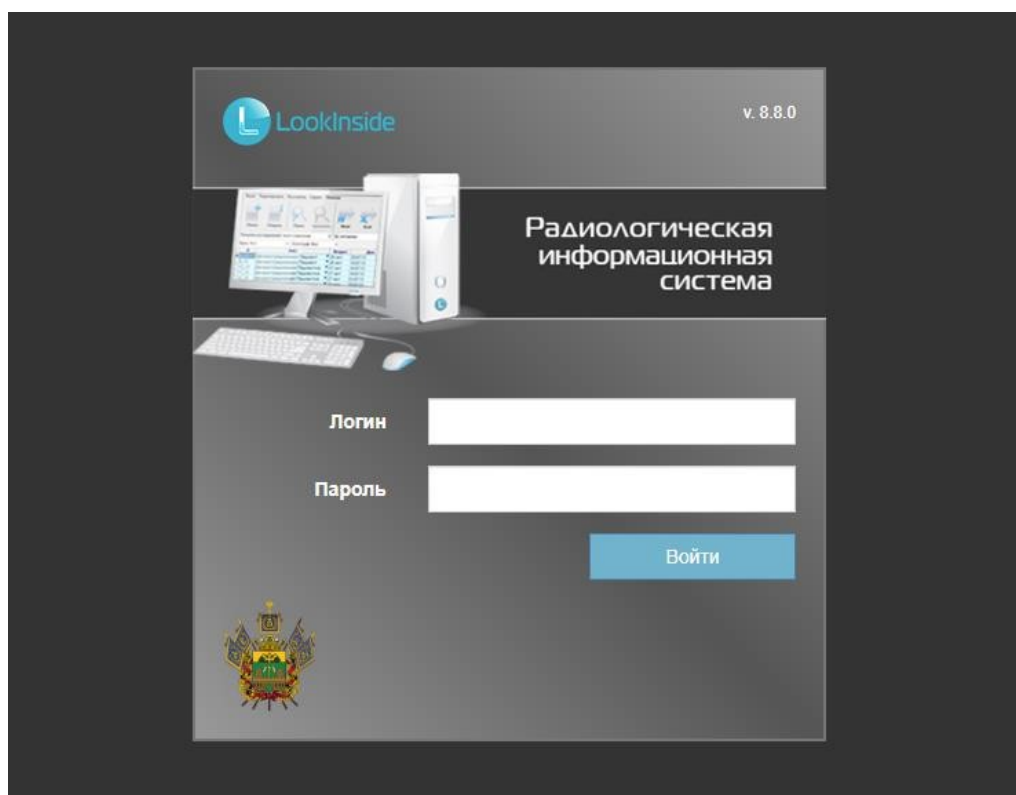 LookInside
v. 8.8.0
Радиологическая
информационная
система
Логин
Пароль
Войти